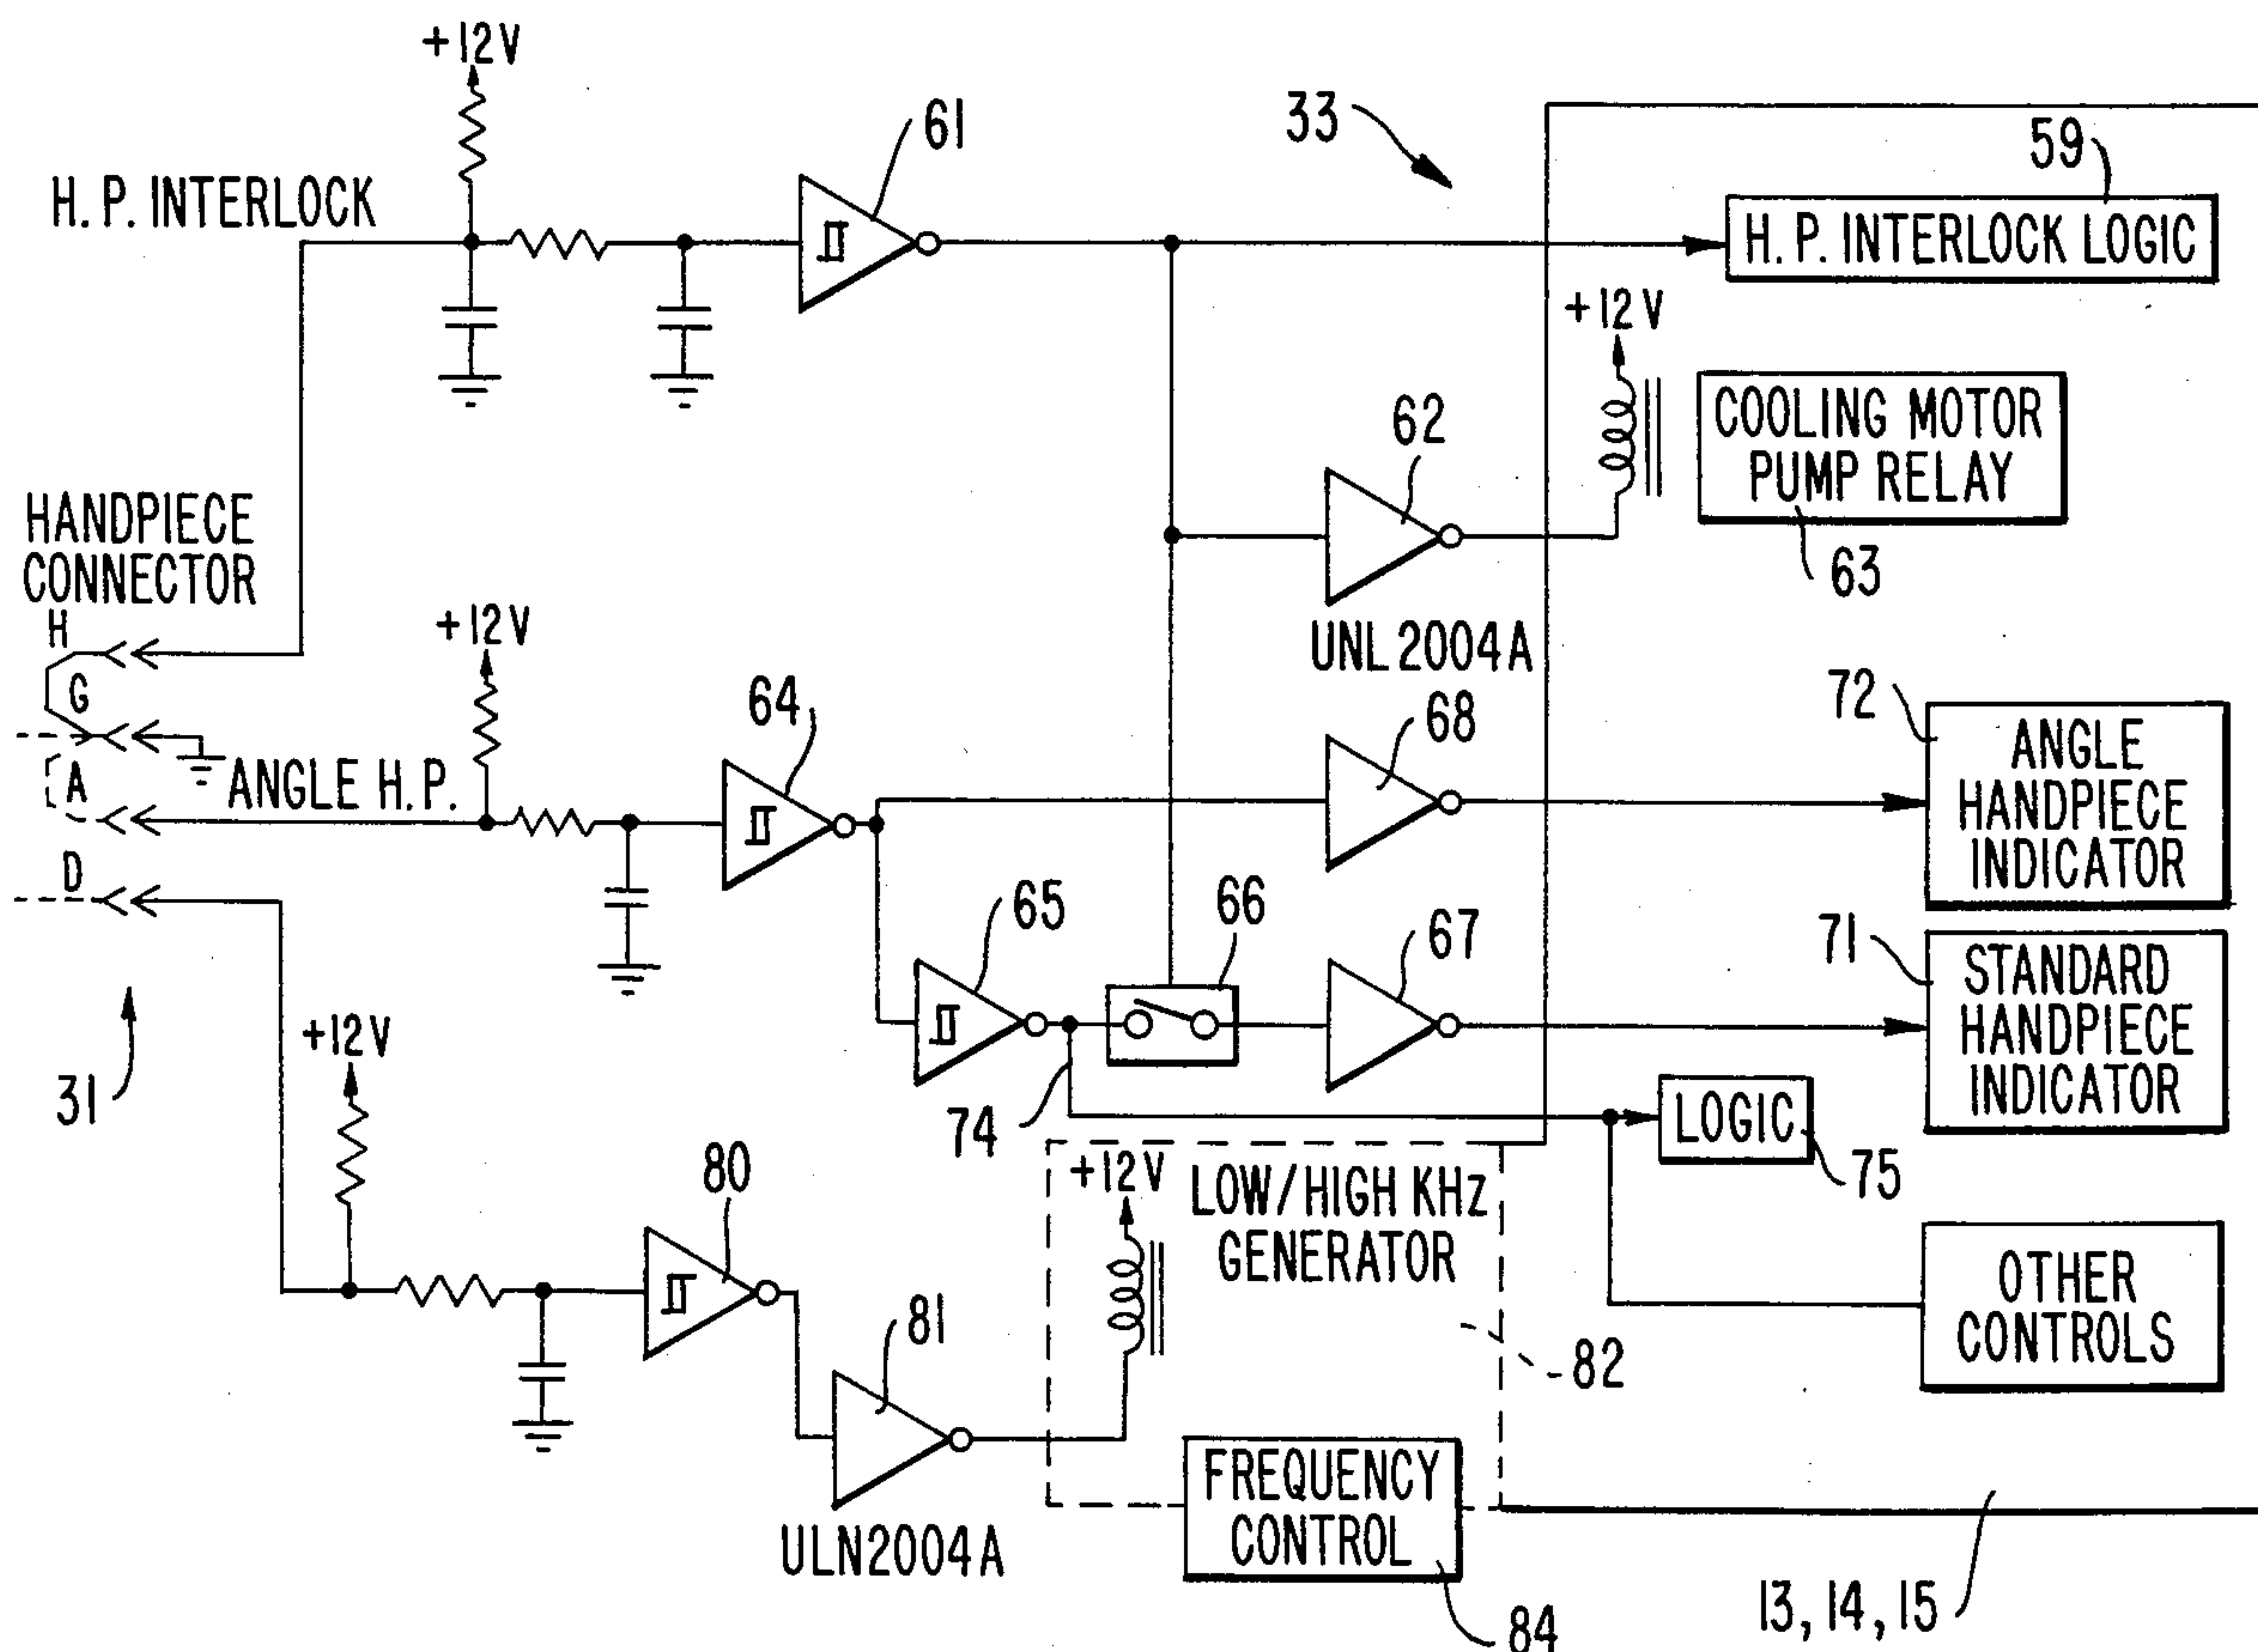 +12V
61
33
59
H. P. INTERLOCK
H. P. INTERLOCK LOGIC
+12V
COOLING MOTOR
PUMP RELAY
63
62
UNL 2004A
HANDPIECE
CONNECTOR
H
G
A
D
+12V
ANGLE H.P.
64
68
72
ANGLE
HANDPIECE
INDICATOR
65
66
67
71
STANDARD
HANDPIECE
INDICATOR
31
+12V
74
LOGIC
75
80
+12V
LOW/HIGH KHz
GENERATOR
OTHER
CONTROLS
81
82
ULN2004A
FREQUENCY
CONTROL
84
13, 14, 15